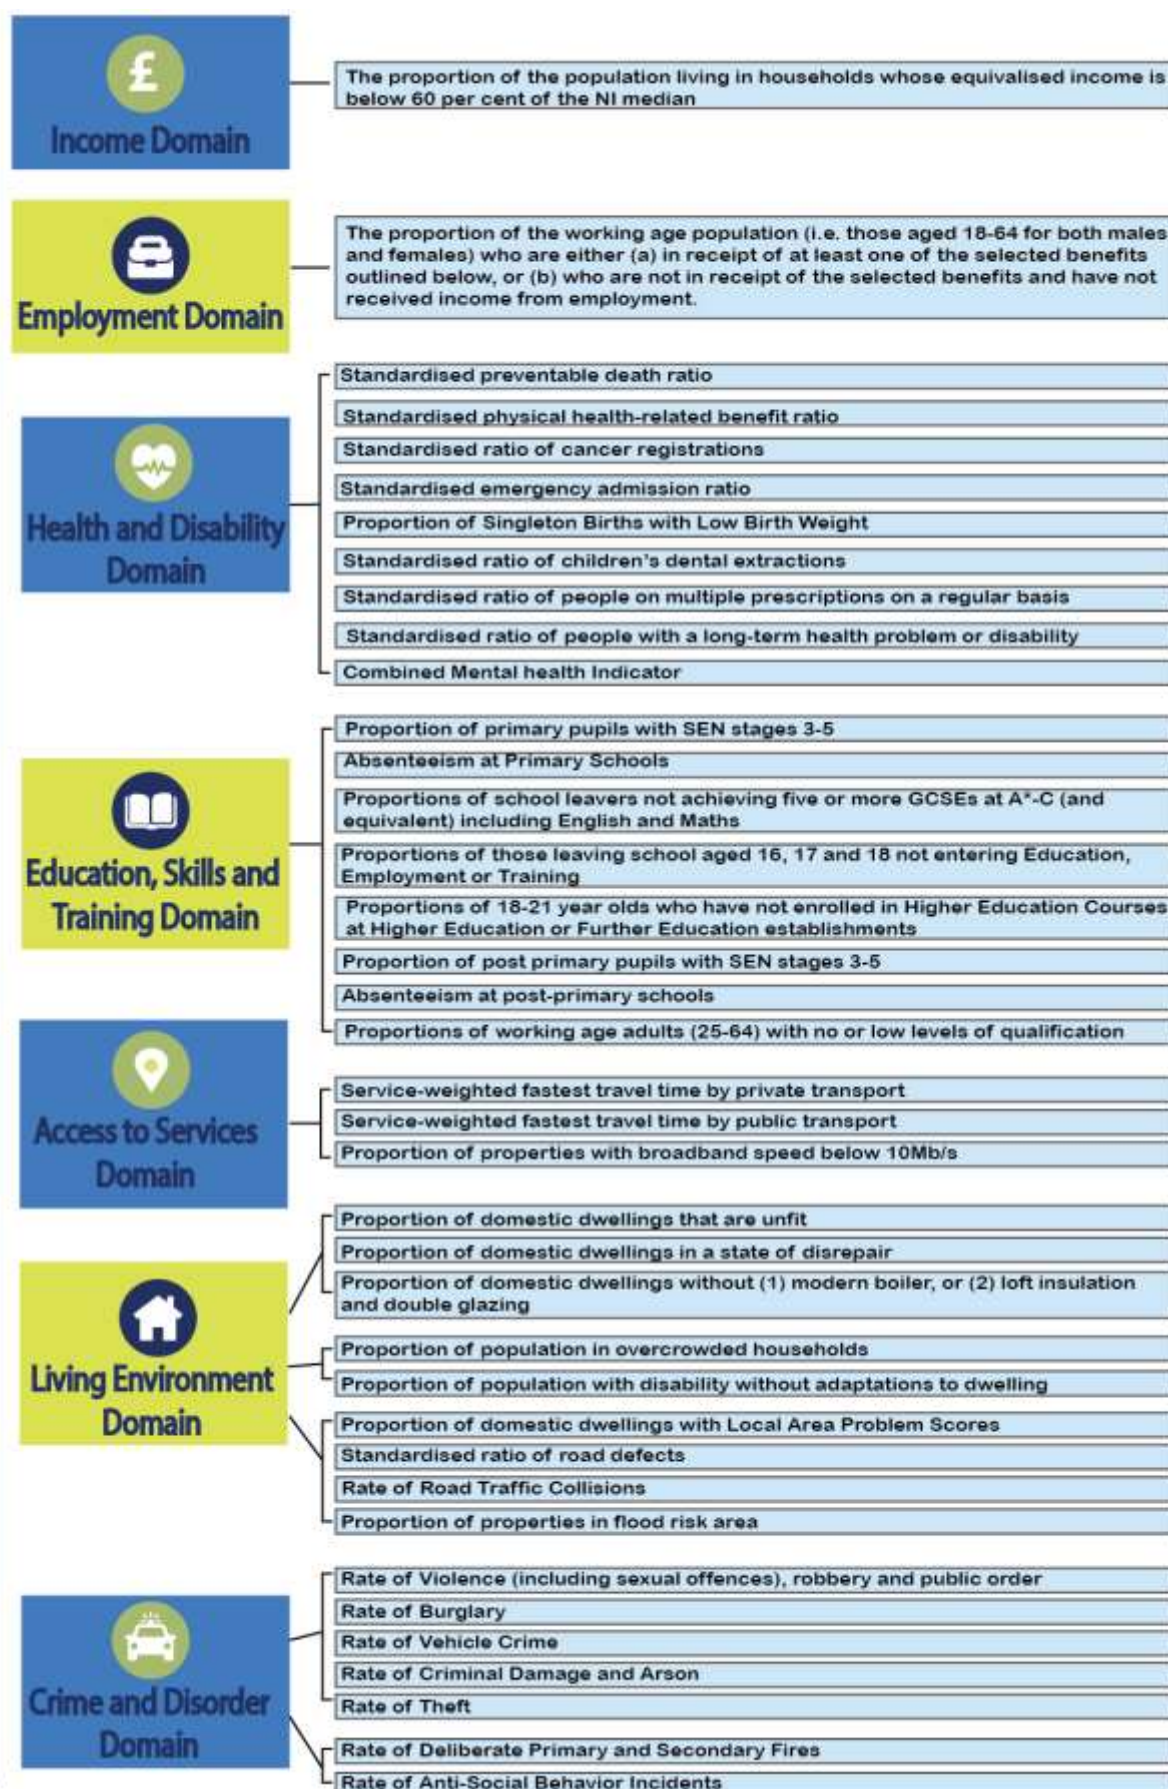 £
Income Domain
The proportion of the population living in households whose equivalised income is
below 60 per cent of the NI median
Employment Domain
The proportion of the working age population (i.e. those aged 18-64 for both males
and females) who are either (a) in receipt of at least one of the selected benefits
outlined below, or (b) who are not in receipt of the selected benefits and have not
received income from employment.
Health and Disability
Domain
Standardised preventable death ratio
Standardised physical health-related benefit ratio
Standardised ratio of cancer registrations
Standardised emergency admission ratio
Proportion of Singleton Births with Low Birth Weight
Standardised ratio of children's dental extractions
Standardised ratio of people on multiple prescriptions on a regular basis
Standardised ratio of people with a long-term health problem or disability
Combined Mental health Indicator
Education, Skills and
Training Domain
Proportion of primary pupils with SEN stages 3-5
Absenteeism at Primary Schools
Proportions of school leavers not achieving five or more GCSEs at A*-C (and
equivalent) including English and Maths
Proportions of those leaving school aged 16, 17 and 18 not entering Education,
Employment or Training
Proportions of 18-21 year olds who have not enrolled in Higher Education Courses
at Higher Education or Further Education establishments
Proportion of post primary pupils with SEN stages 3-5
Absenteeism at post-primary schools
Proportions of working age adults (25-64) with no or low levels of qualification
Access to Services
Domain
Service-weighted fastest travel time by private transport
Service-weighted fastest travel time by public transport
Proportion of properties with broadband speed below 10Mb/s
Living Environment
Domain
Proportion of domestic dwellings that are unfit
Proportion of domestic dwellings in a state of disrepair
Proportion of domestic dwellings without (1) modern boiler, or (2) loft insulation
and double glazing
Proportion of population in overcrowded households
Proportion of population with disability without adaptations to dwelling
Proportion of domestic dwellings with Local Area Problem Scores
Standardised ratio of road defects
Rate of Road Traffic Collisions
Proportion of properties in flood risk area
Crime and Disorder
Domain
Rate of Violence (including sexual offences), robbery and public order
Rate of Burglary
Rate of Vehicle Crime
Rate of Criminal Damage and Arson
Rate of Theft
Rate of Deliberate Primary and Secondary Fires
Rate of Anti-Social Behavior Incidents